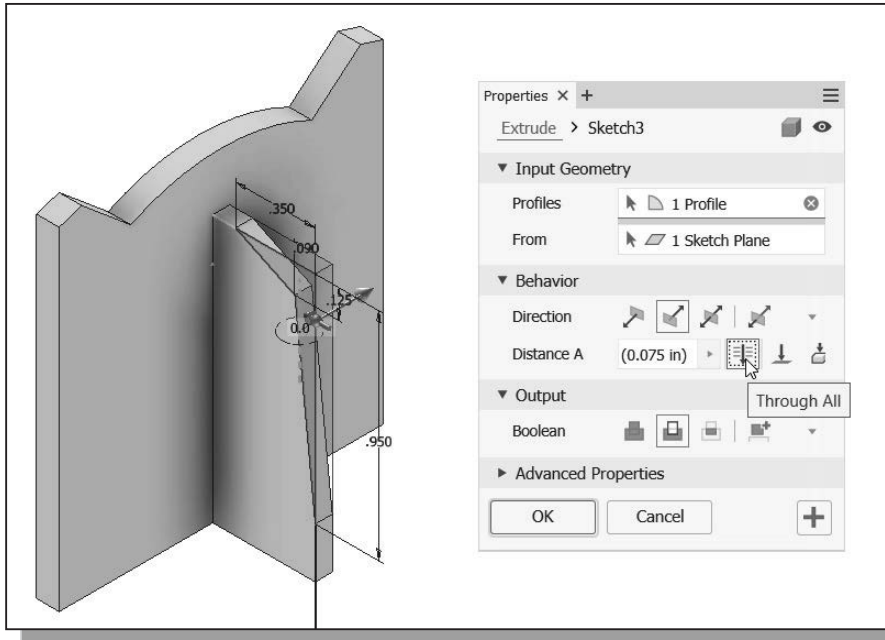 .350
.090
.125
0.0
.950
Properties × +
Extrude > Sketch3
Input Geometry
Profiles 1 Profile
From 1 Sketch Plane
Behavior
Direction
Distance A (0.075 in)
Through All
Output
Boolean
Advanced Properties
OK Cancel +